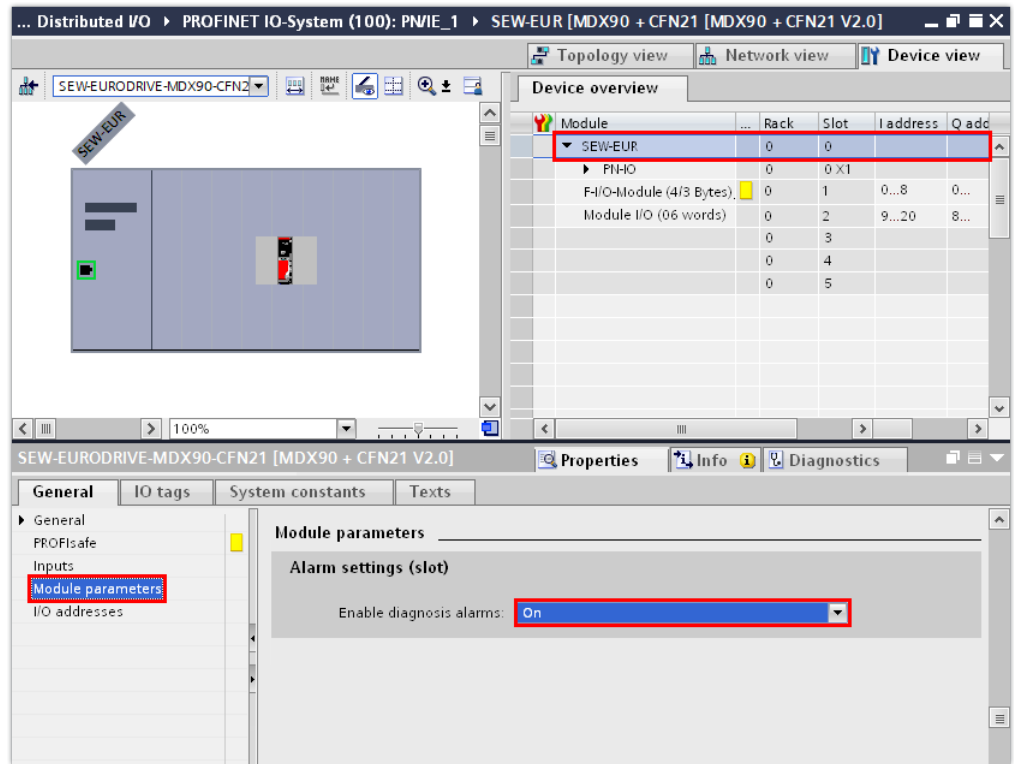 ... Distributed I/O ▸ PROFINET IO-System (100): PN/IE_1 ▸ SEW-EUR [MDX90 + CFN21 [MDX90 + CFN21 V2.0]
Topology view Network view Device view
SEW-EURODRIVE-MDX90-CFN2
NAME
SEW-EUR
Device overview
Module ... Rack Slot I address Q add
SEW-EUR 0 0
PN-IO 0 0 X1
F-I/O-Module (4/3 Bytes)_ 0 1 0...8 0...
Module I/O (06 words) 0 2 9...20 8...
0 3
0 4
0 5
100%
SEW-EURODRIVE-MDX90-CFN21 [MDX90 + CFN21 V2.0]
Properties Info Diagnostics
General IO tags System constants Texts
General
PROFIsafe
Inputs
Module parameters
I/O addresses
Module parameters
Alarm settings (slot)
Enable diagnosis alarms: On